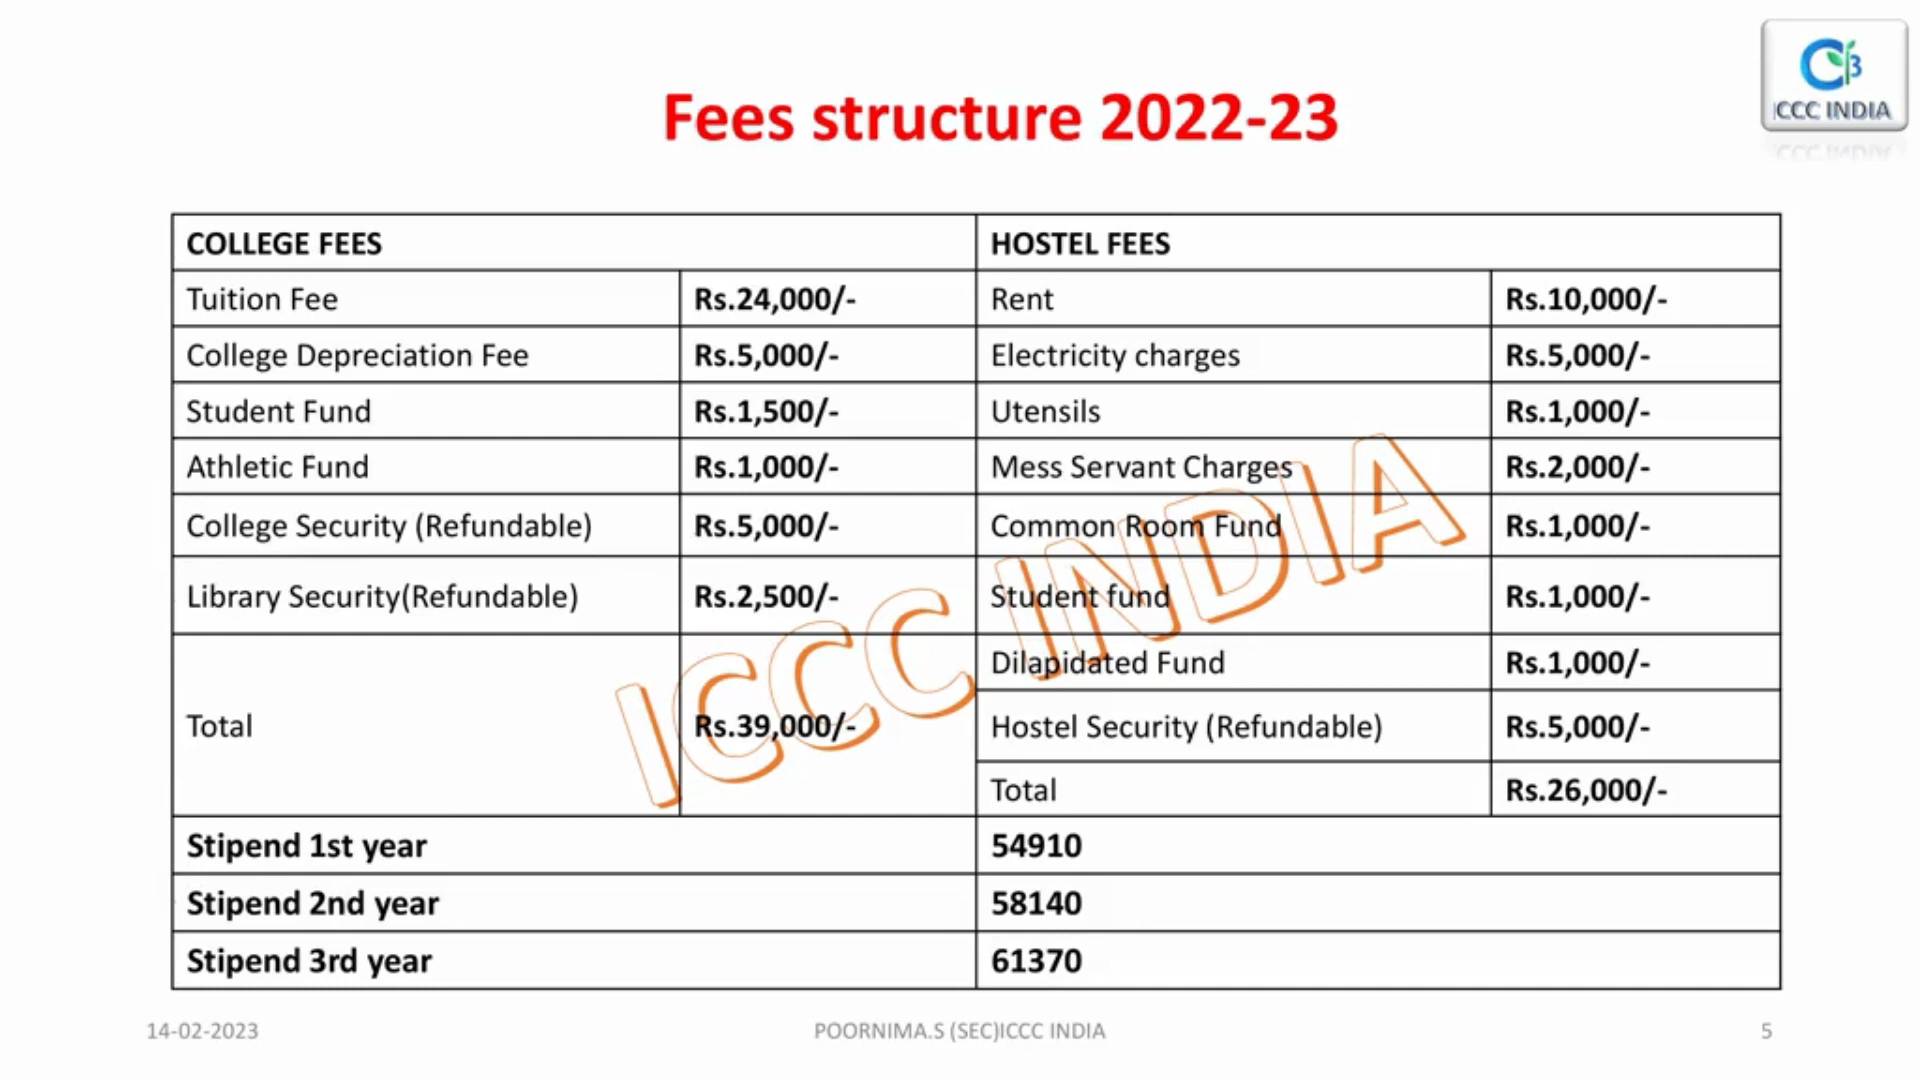 C3
ICCC INDIA
Fees structure 2022-23
COLLEGE FEES HOSTEL FEES
Tuition Fee Rs.24,000/- Rent Rs.10,000/-
College Depreciation Fee Rs.5,000/- Electricity charges Rs.5,000/-
Student Fund Rs.1,500/- Utensils Rs.1,000/-
Athletic Fund Rs.1,000/- Mess Servant Charges Rs.2,000/-
College Security (Refundable) Rs.5,000/- Common Room Fund Rs.1,000/-
Library Security(Refundable) Rs.2,500/- Student fund Rs.1,000/-
Dilapidated Fund Rs.1,000/-
Total Rs.39,000/- Hostel Security (Refundable) Rs.5,000/-
Total Rs.26,000/-
Stipend 1st year 54910
Stipend 2nd year 58140
Stipend 3rd year 61370
ICCC INDIA
14-02-2023 POORNIMA.S (SEC)ICCC INDIA 5